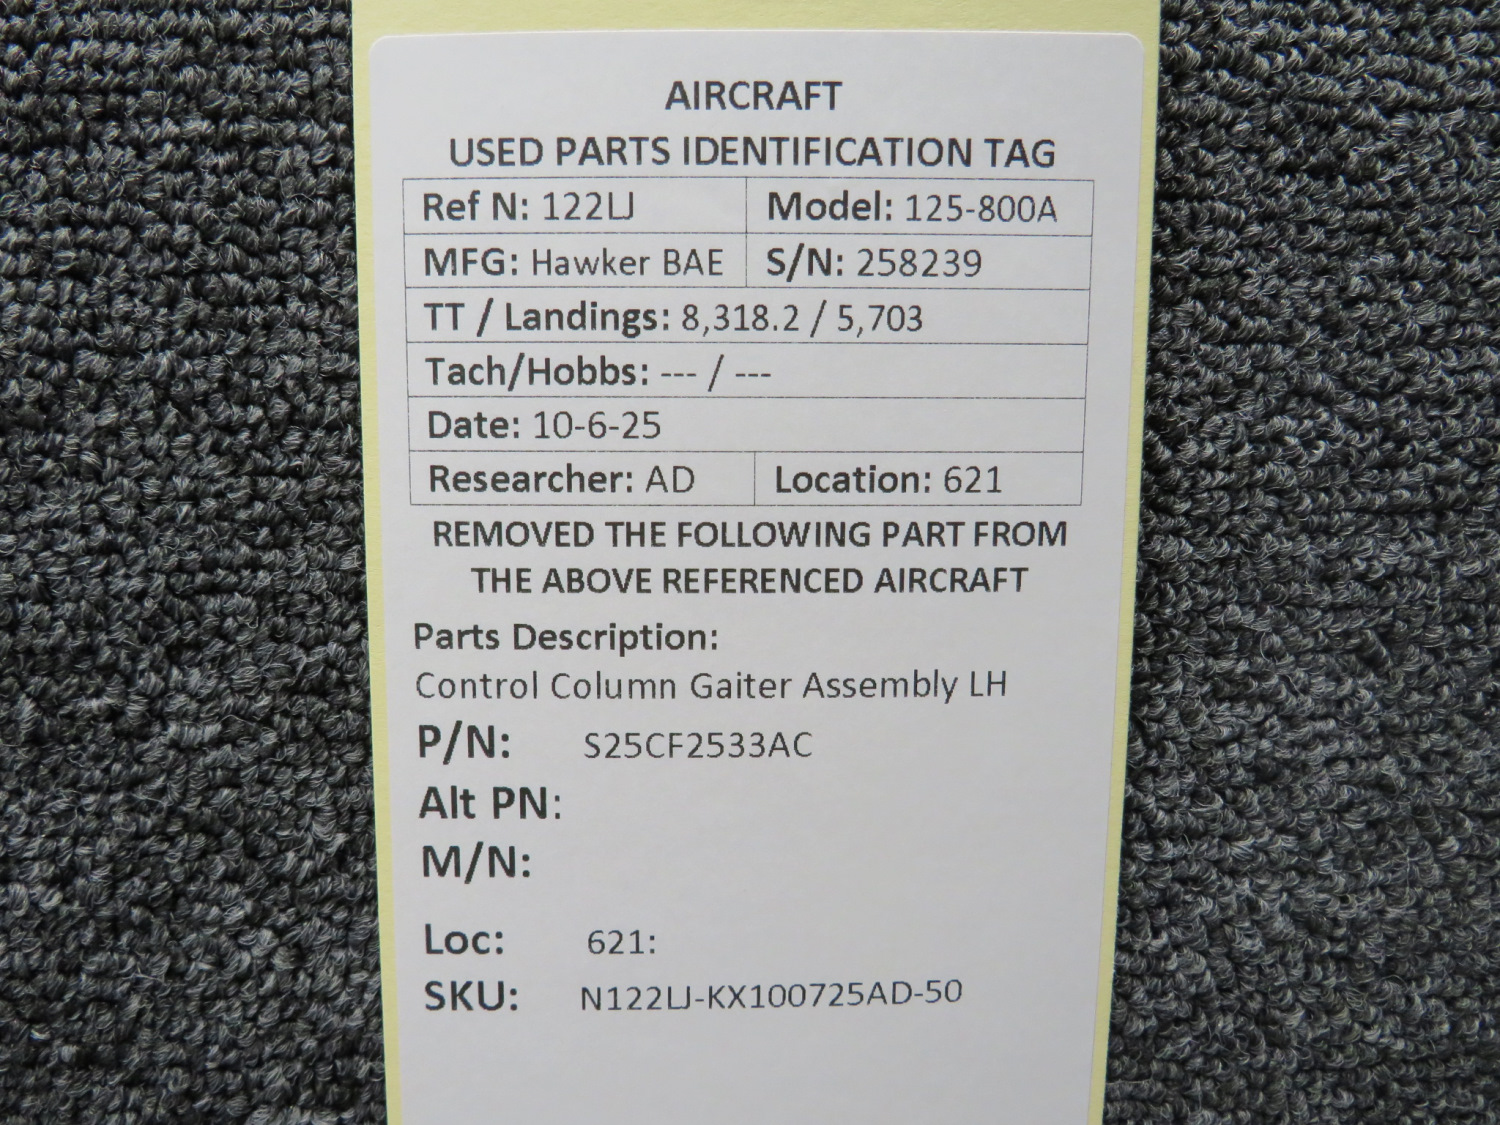 AIRCRAFT
USED PARTS IDENTIFICATION TAG
Ref N: 122LJ Model: 125-800A
MFG: Hawker BAE S/N: 258239
TT / Landings: 8,318.2 / 5,703
Tach/Hobbs: --- / ---
Date: 10-6-25
Researcher: AD Location: 621
REMOVED THE FOLLOWING PART FROM
THE ABOVE REFERENCED AIRCRAFT
Parts Description:
Control Column Gaiter Assembly LH
P/N: S25CF2533AC
Alt PN:
M/N:
Loc: 621:
SKU: N122LJ-KX100725AD-50